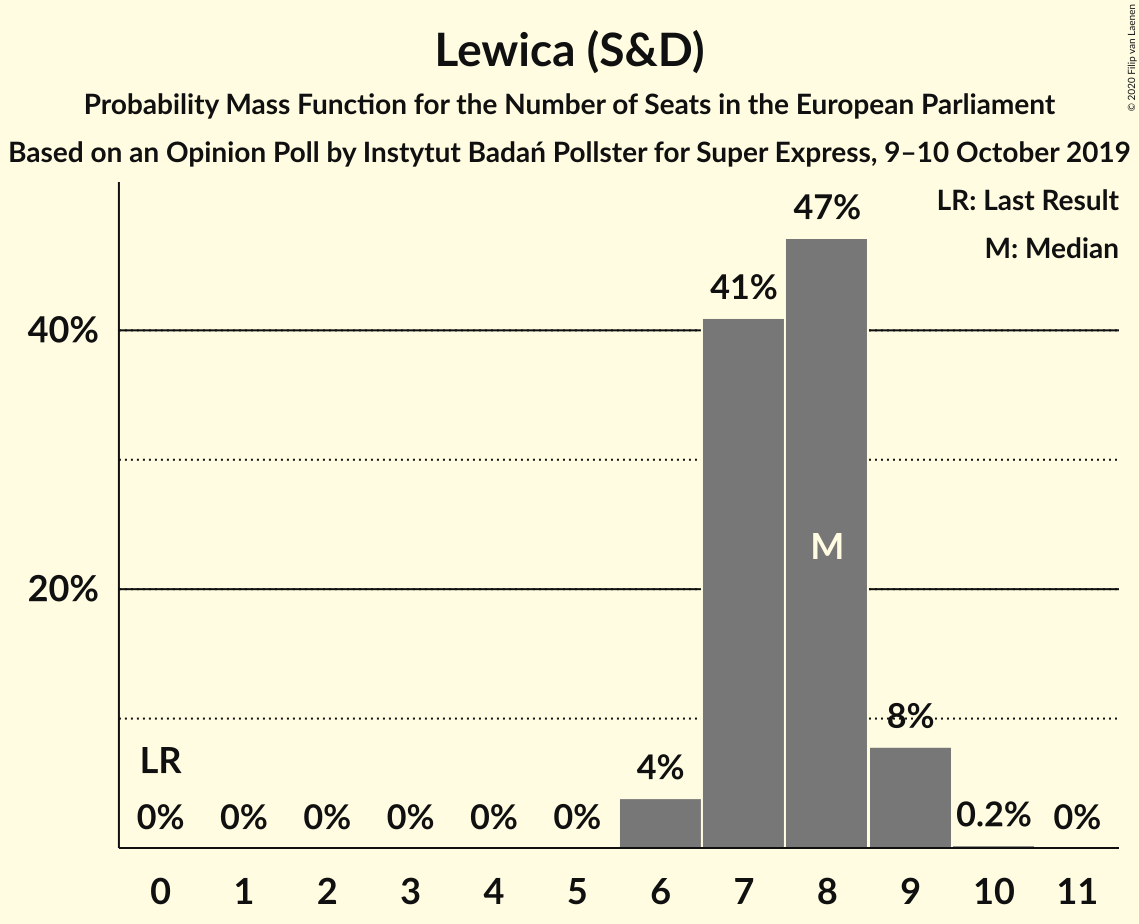 Lewica (S&D)
Probability Mass Function for the Number of Seats in the European Parliament
Based on an Opinion Poll by Instytut Badań Pollster for Super Express, 9–10 October 2019
© 2020 Filip van Laenen
LR: Last Result
M: Median
47%
41%
40%
M
20%
8%
LR
4%
0% 0% 0% 0% 0% 0% 0.2% 0%
0 1 2 3 4 5 6 7 8 9 10 11